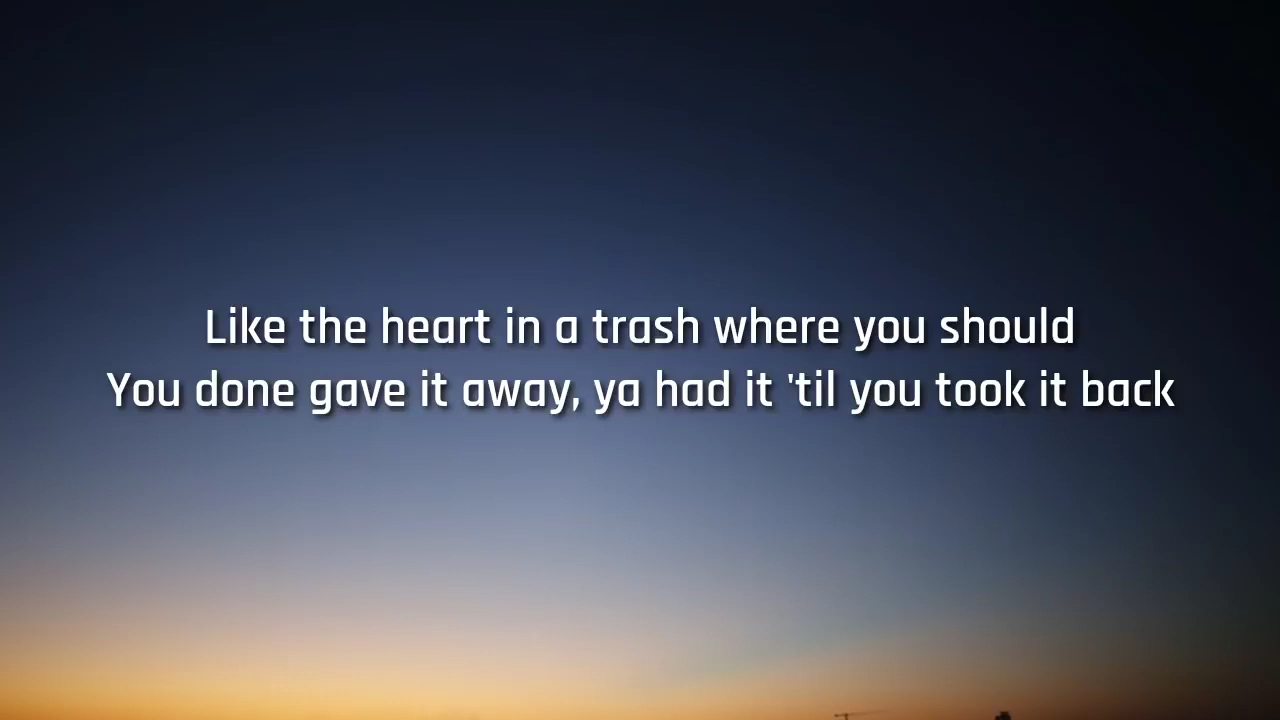 Like the heart in a trash where you should
You done gave it away, ya had it 'til you took it back